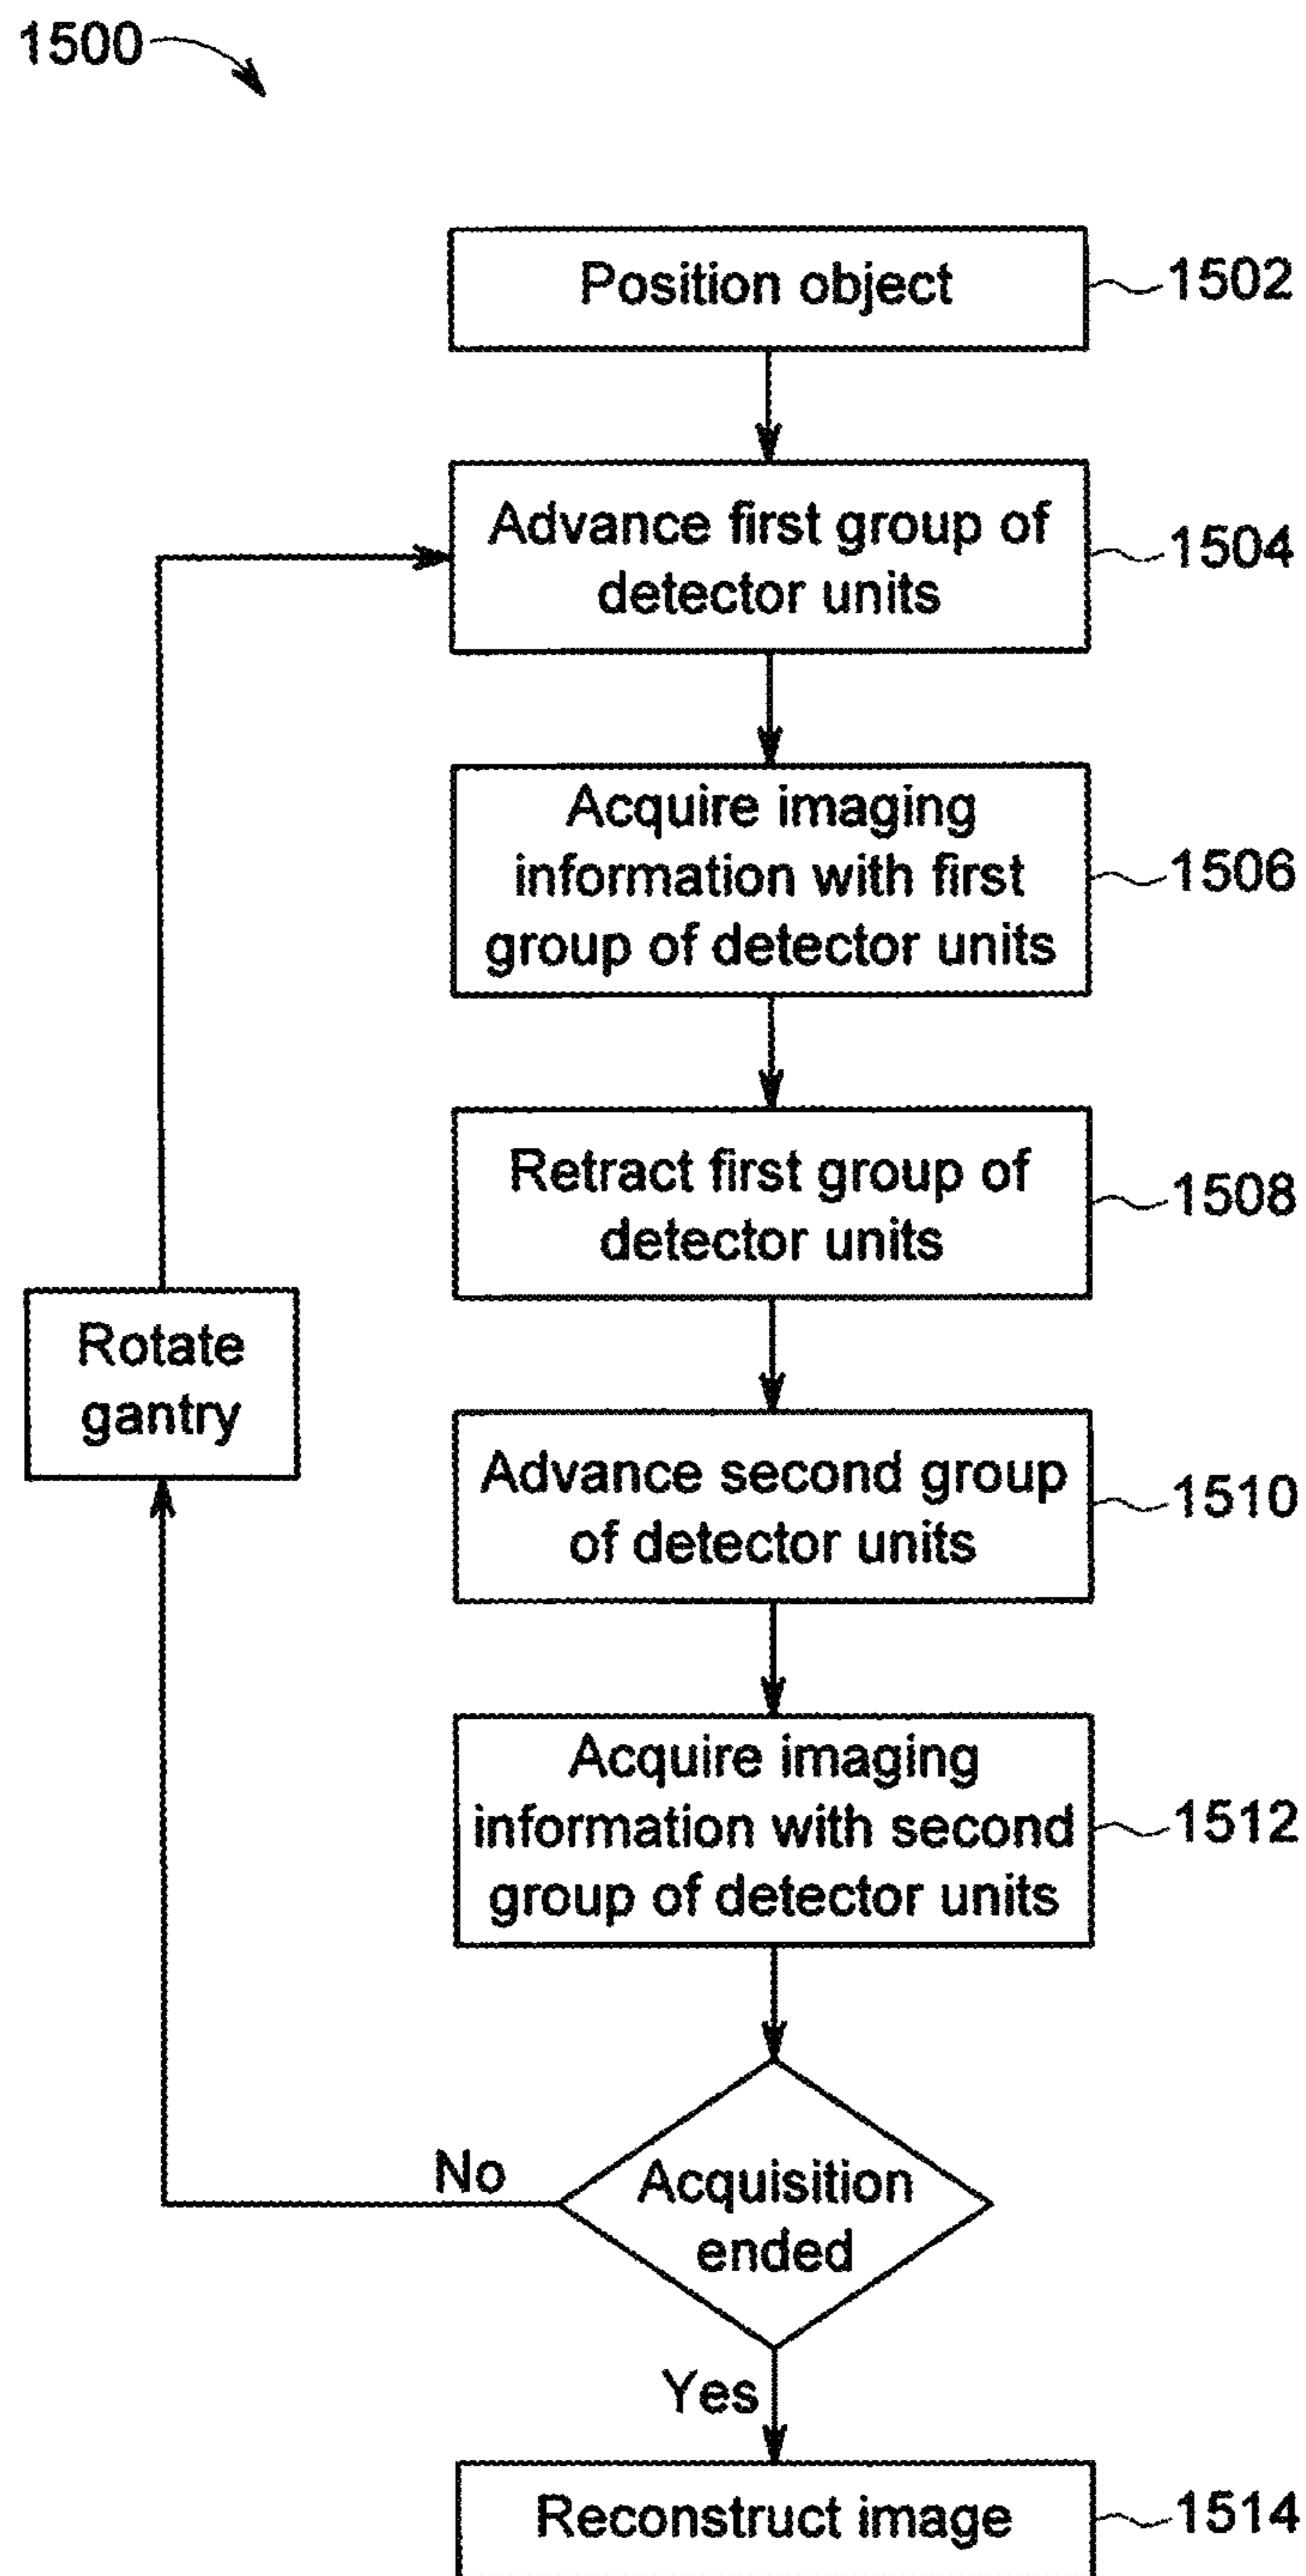 1500
Position object
1502
Advance first group of
detector units
1504
Acquire imaging
information with first
group of detector units
1506
Retract first group of
detector units
1508
Rotate
gantry
Advance second group
of detector units
1510
Acquire imaging
information with second
group of detector units
1512
No
Acquisition
ended
Yes
Reconstruct image
1514